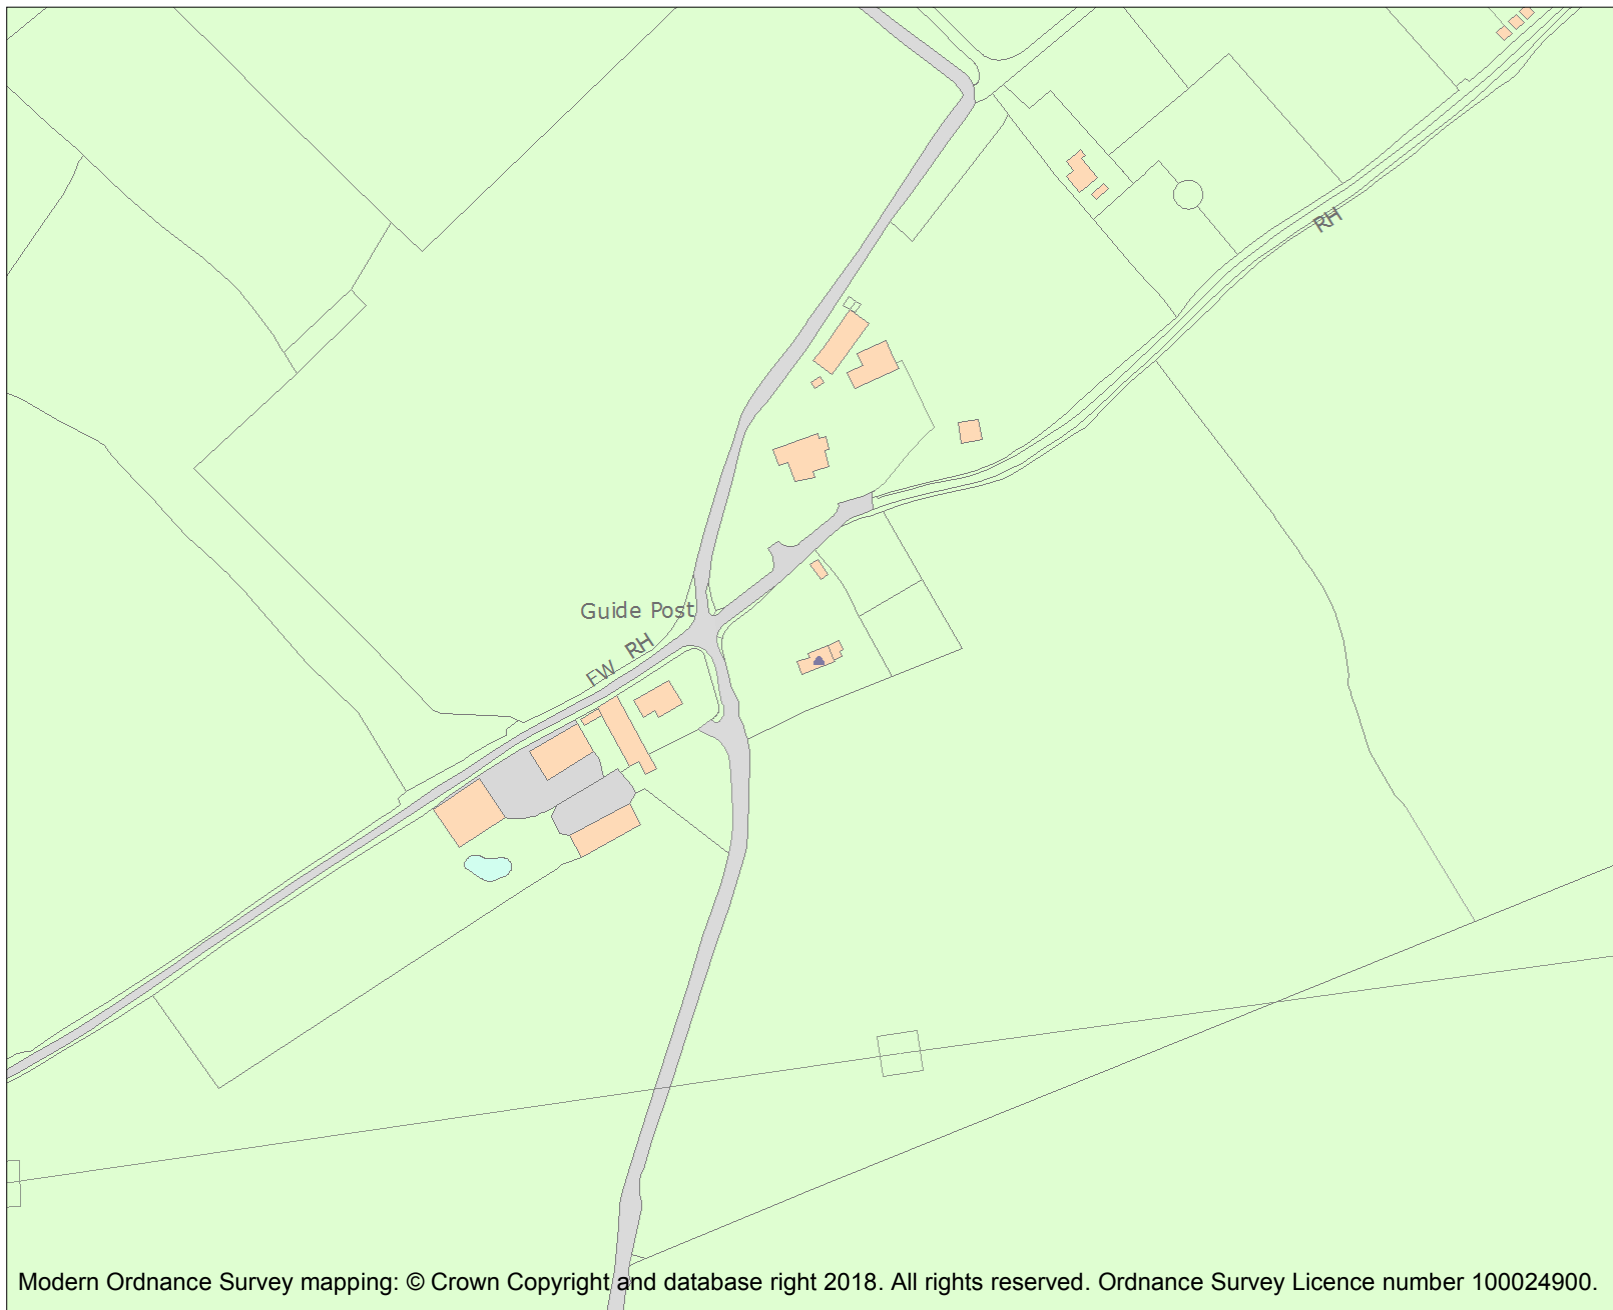 RH
Guide Post
FW RH
Modern Ordnance Survey mapping: © Crown Copyright and database right 2018. All rights reserved. Ordnance Survey Licence number 100024900.